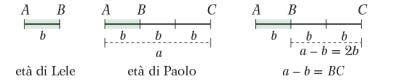 A B
b
età di Lele
A B C
b b b
a
età di Paolo
A B C
b b b
a – b = 2b
a – b = BC